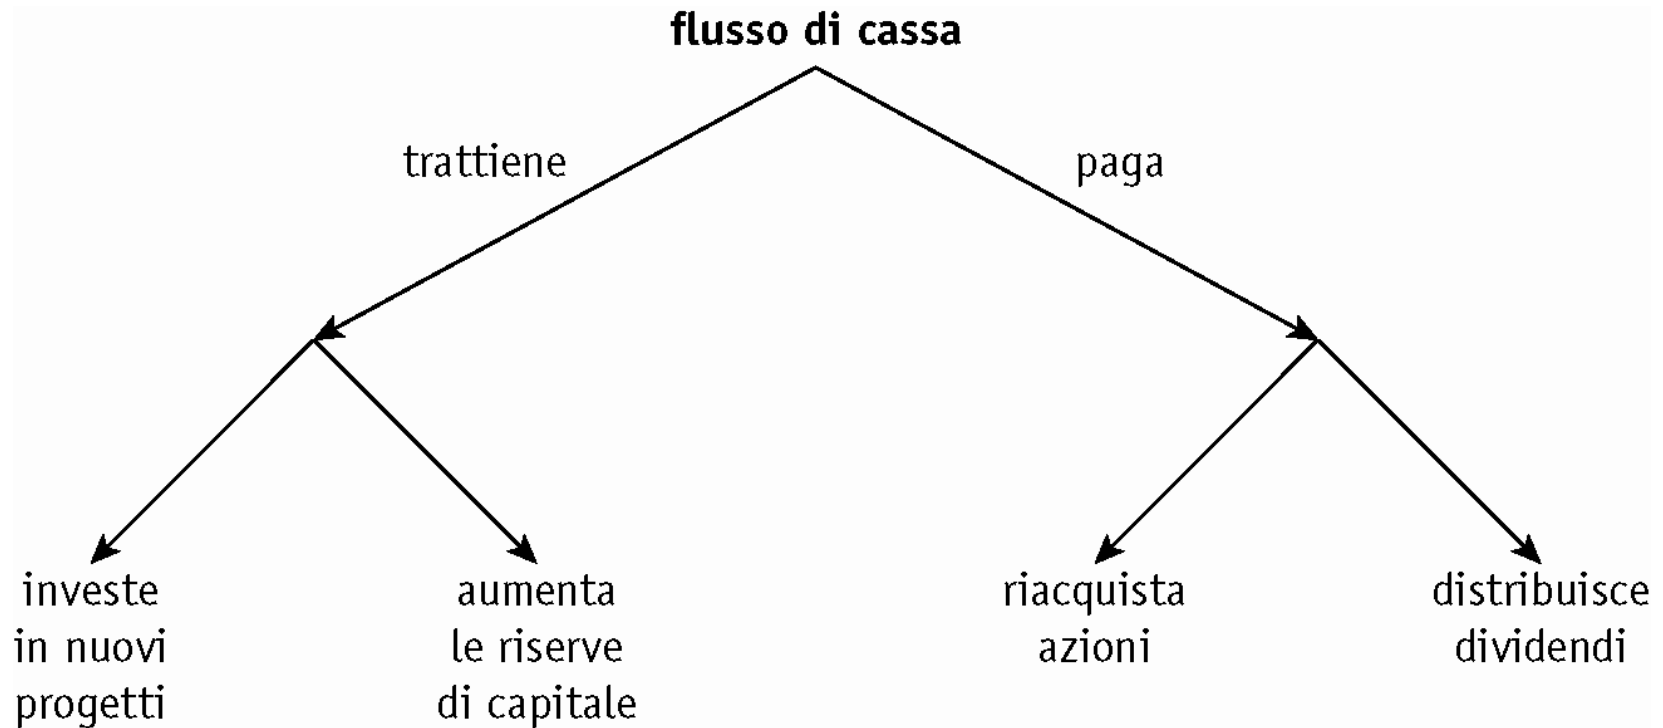 flusso di cassa
trattiene
paga
investe
in nuovi
progetti
aumenta
le riserve
di capitale
riacquista
azioni
distribuisce
dividendi